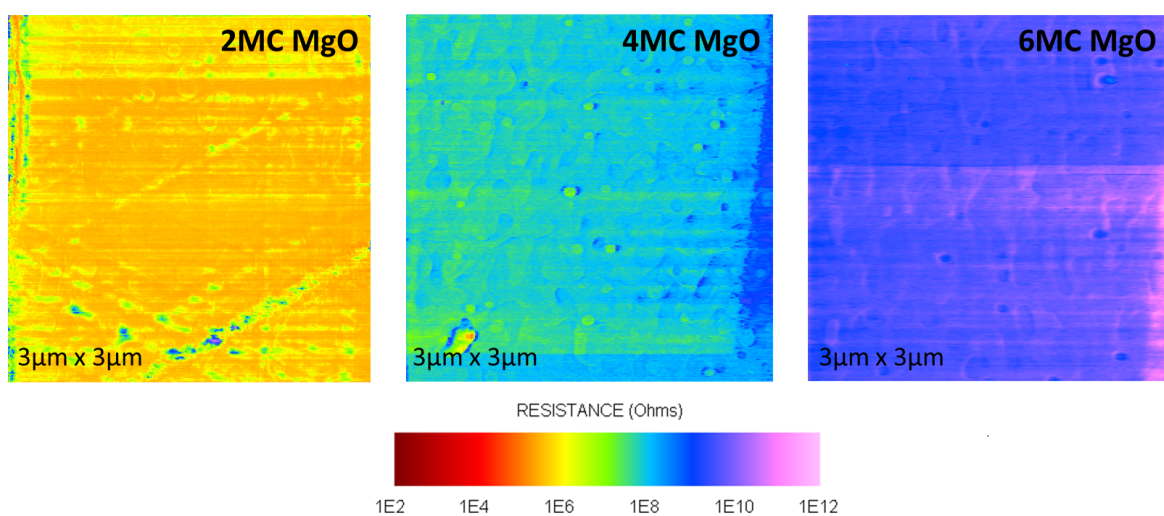 2MC MgO
4MC MgO
6MC MgO
3μm x 3μm
3μm x 3μm
3μm x 3μm
RESISTANCE (Ohms)
1E2 1E4 1E6 1E8 1E10 1E12